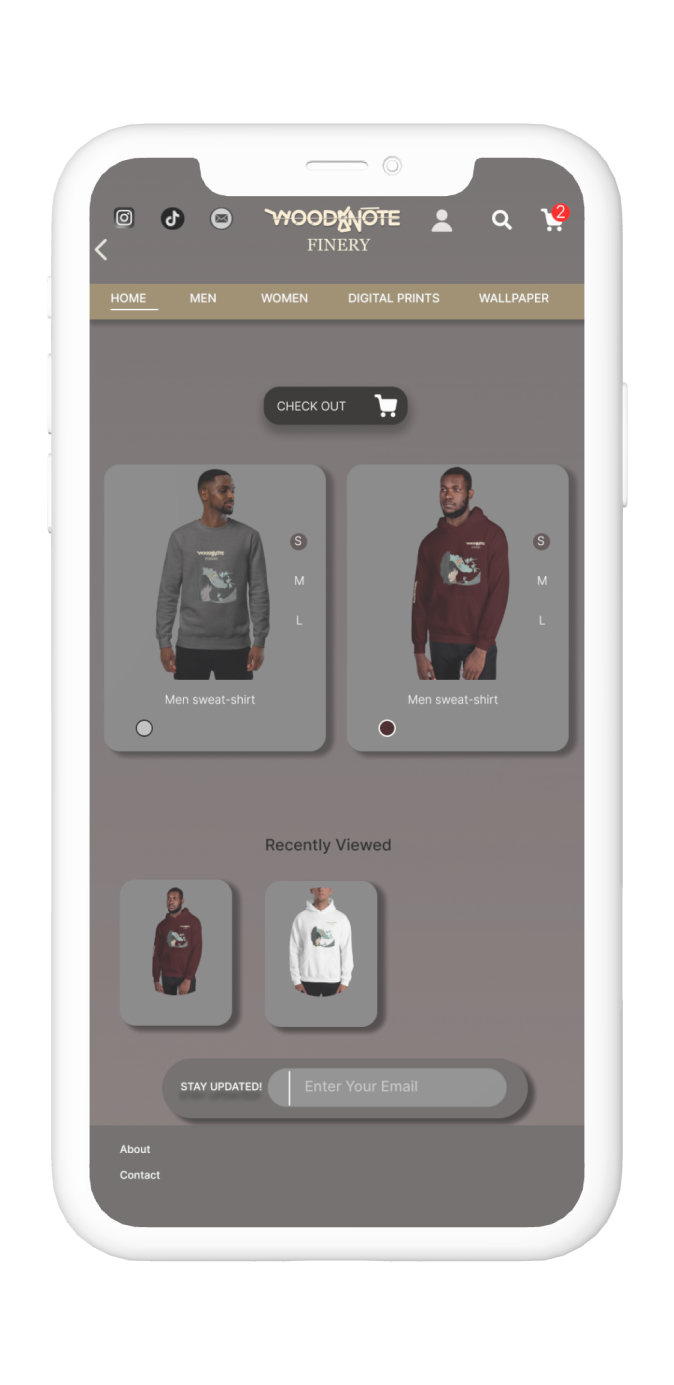 WOOD&NOTE
FINERY
2
HOME MEN WOMEN DIGITAL PRINTS WALLPAPER
CHECK OUT
S
M
L
Men sweat-shirt
S
M
L
Men sweat-shirt
Recently Viewed
STAY UPDATED! Enter Your Email
About
Contact